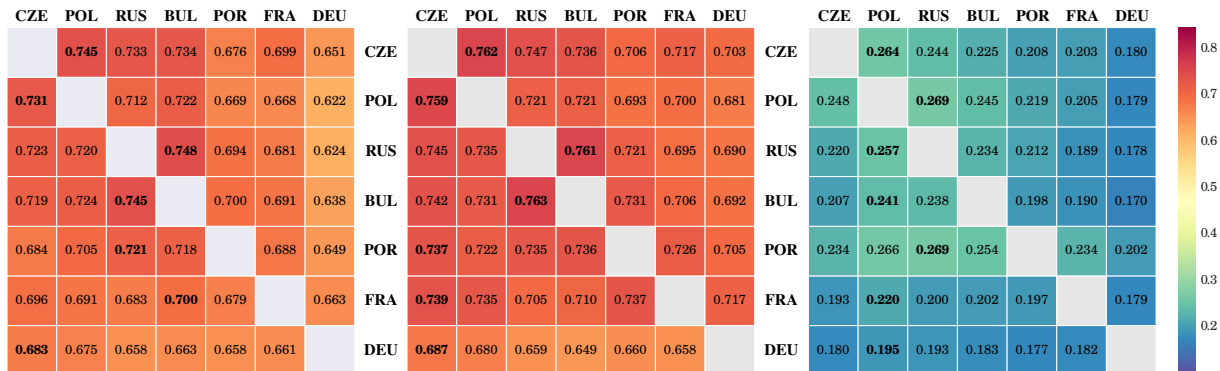 CZE POL RUS BUL POR FRA DEU CZE POL RUS BUL POR FRA DEU CZE POL RUS BUL POR FRA DEU
0.745 0.733 0.734 0.676 0.699 0.651 CZE 0.762 0.747 0.736 0.706 0.717 0.703 CZE 0.264 0.244 0.225 0.208 0.203 0.180 0.8
0.731 0.712 0.722 0.669 0.668 0.622 POL 0.759 0.721 0.721 0.693 0.700 0.681 POL 0.248 0.269 0.245 0.219 0.205 0.179 0.7
0.723 0.720 0.748 0.694 0.681 0.624 RUS 0.745 0.735 0.761 0.721 0.695 0.690 RUS 0.220 0.257 0.234 0.212 0.189 0.178 0.6
0.719 0.724 0.745 0.700 0.691 0.638 BUL 0.742 0.731 0.763 0.731 0.706 0.692 BUL 0.207 0.241 0.238 0.198 0.190 0.170 0.5
0.684 0.705 0.721 0.718 0.688 0.649 POR 0.737 0.722 0.735 0.736 0.726 0.705 POR 0.234 0.266 0.269 0.254 0.234 0.202 0.4
0.696 0.691 0.683 0.700 0.679 0.663 FRA 0.739 0.735 0.705 0.710 0.737 0.717 FRA 0.193 0.220 0.200 0.202 0.197 0.179 0.3
0.683 0.675 0.658 0.663 0.658 0.661 DEU 0.687 0.680 0.659 0.649 0.660 0.658 DEU 0.180 0.195 0.193 0.183 0.177 0.182 0.2